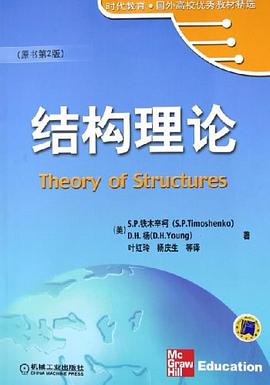 时代教育·国外高校优秀教材精选
(原书第2版)
结构理论
Theory of Structures
(美) S.P.铁木辛柯 (S.P.Timoshenko)
D.H. 杨(D.H.Young) 著
叶红玲 杨庆生 等译
机械工业出版社
CHINA MACHINE PRESS
Mc
Graw
Hill
Education